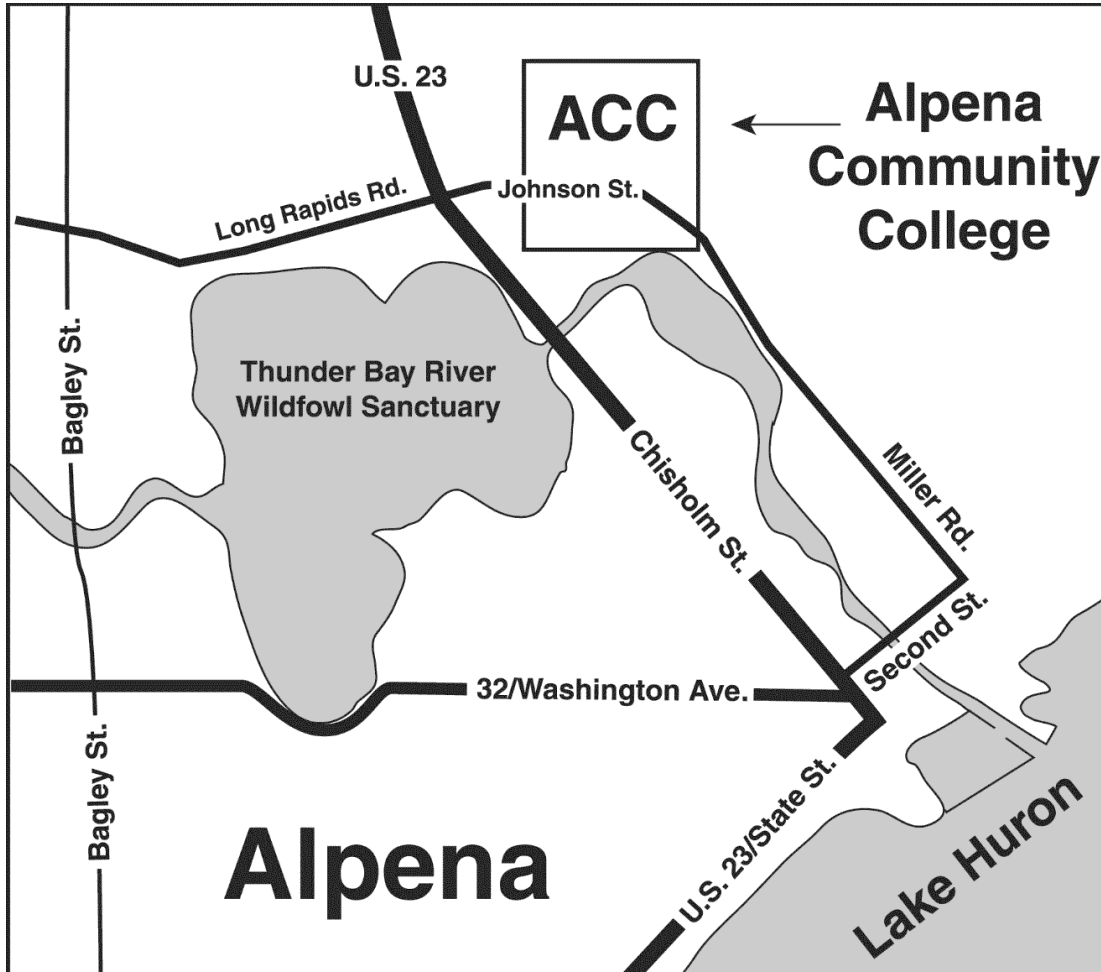 U.S. 23
ACC
Alpena
Community
College
Long Rapids Rd.
Johnson St.
Bagley St.
Thunder Bay River
Wildfowl Sanctuary
Chisholm St.
Miller Rd.
Second St.
32/Washington Ave.
Bagley St.
U.S. 23/State St.
Alpena
Lake Huron